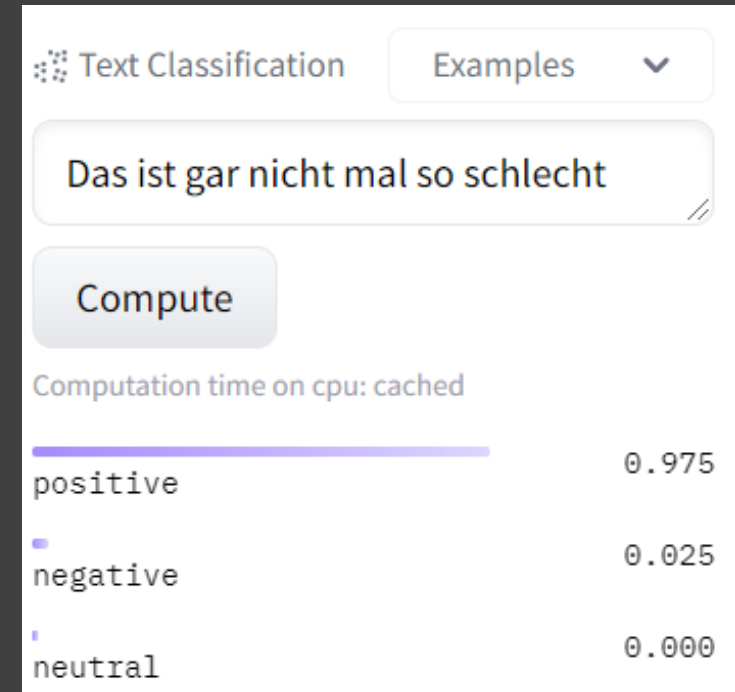 Text Classification Examples
Das ist gar nicht mal so schlecht
Compute
Computation time on cpu: cached
positive 0.975
negative 0.025
neutral 0.000